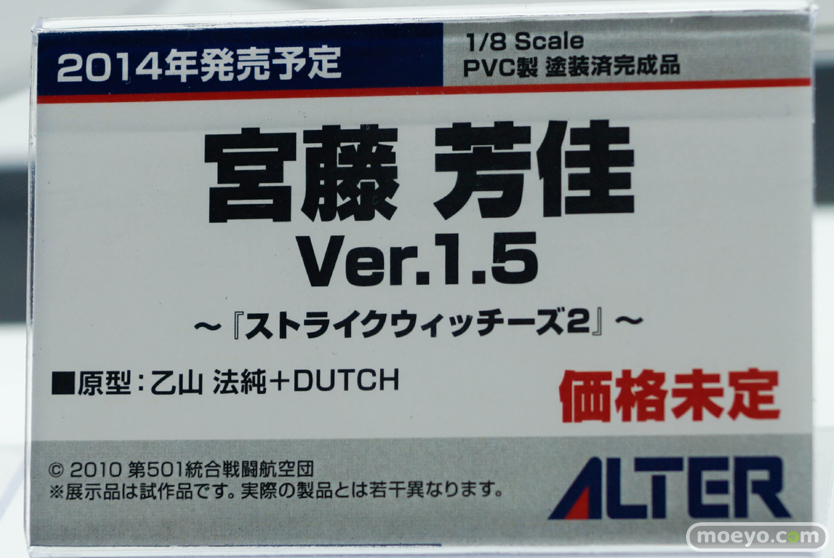 2014年発売予定
1/8 Scale
PVC製 塗装済完成品
宮藤 芳佳
Ver.1.5
～『ストライクウィッチーズ2』～
■原型：乙山 法純+DUTCH
価格未定
© 2010 第501統合戦闘航空団
※展示品は試作品です。実際の製品とは若干異なります。
ALTER
moeyo.com